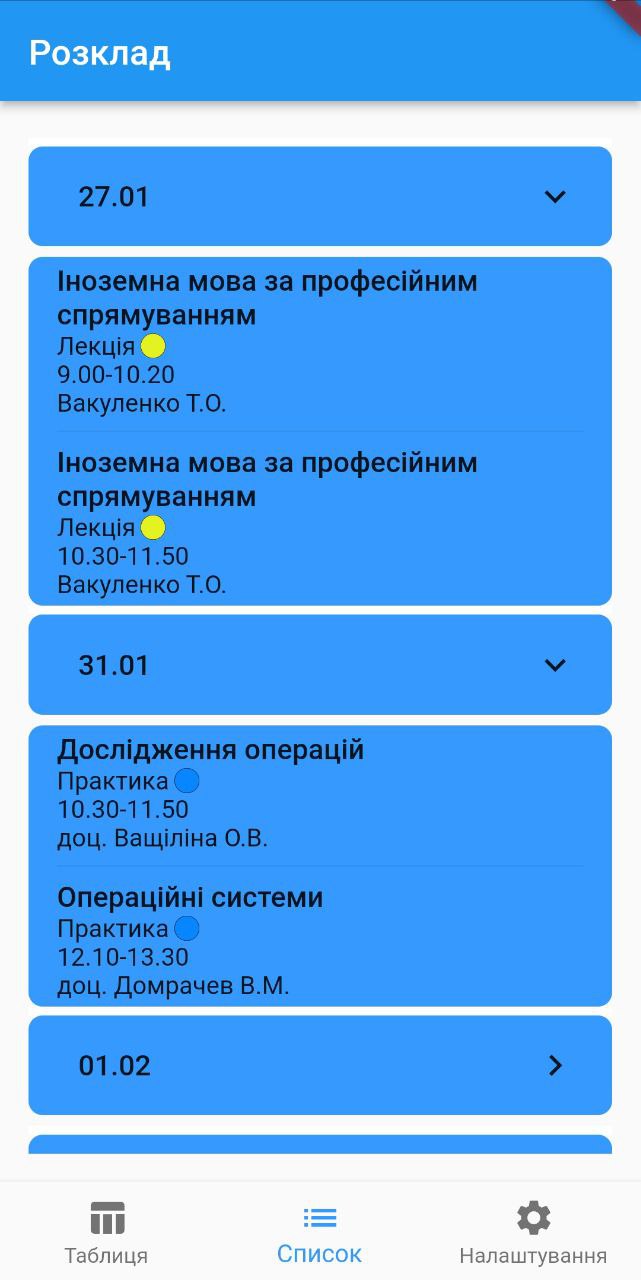 Розклад
27.01
Іноземна мова за професійним
спрямуванням
Лекція
9.00-10.20
Вакуленко Т.О.
Іноземна мова за професійним
спрямуванням
Лекція
10.30-11.50
Вакуленко Т.О.
31.01
Дослідження операцій
Практика
10.30-11.50
доц. Ващіліна О.В.
Операційні системи
Практика
12.10-13.30
доц. Домрачев В.М.
01.02
Таблиця
Список
Налаштування